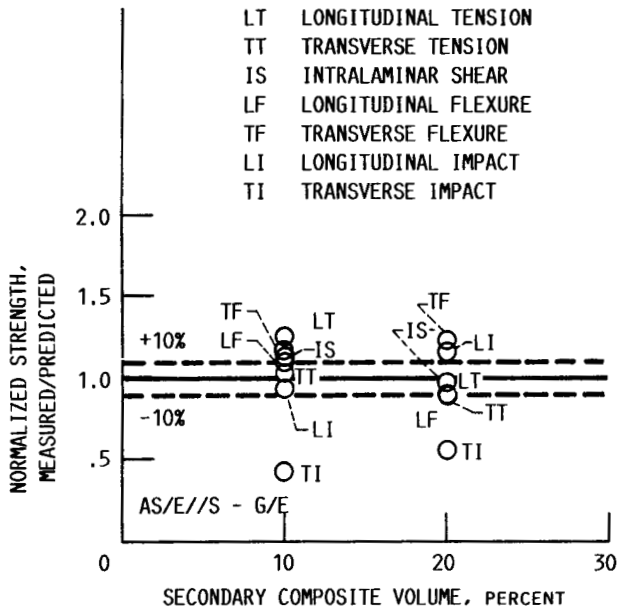 LT LONGITUDINAL TENSION
TT TRANSVERSE TENSION
IS INTRALAMINAR SHEAR
LF LONGITUDINAL FLEXURE
TF TRANSVERSE FLEXURE
LI LONGITUDINAL IMPACT
TI TRANSVERSE IMPACT
NORMALIZED STRENGTH,
MEASURED/PREDICTED
2.0
1.5
1.0
.5
0
+10%
-10%
TF
LT
LF
IS
TT
LI
TI
TF
IS
LI
LT
LF
TT
TI
AS/E//S - G/E
10
20
30
SECONDARY COMPOSITE VOLUME, PERCENT